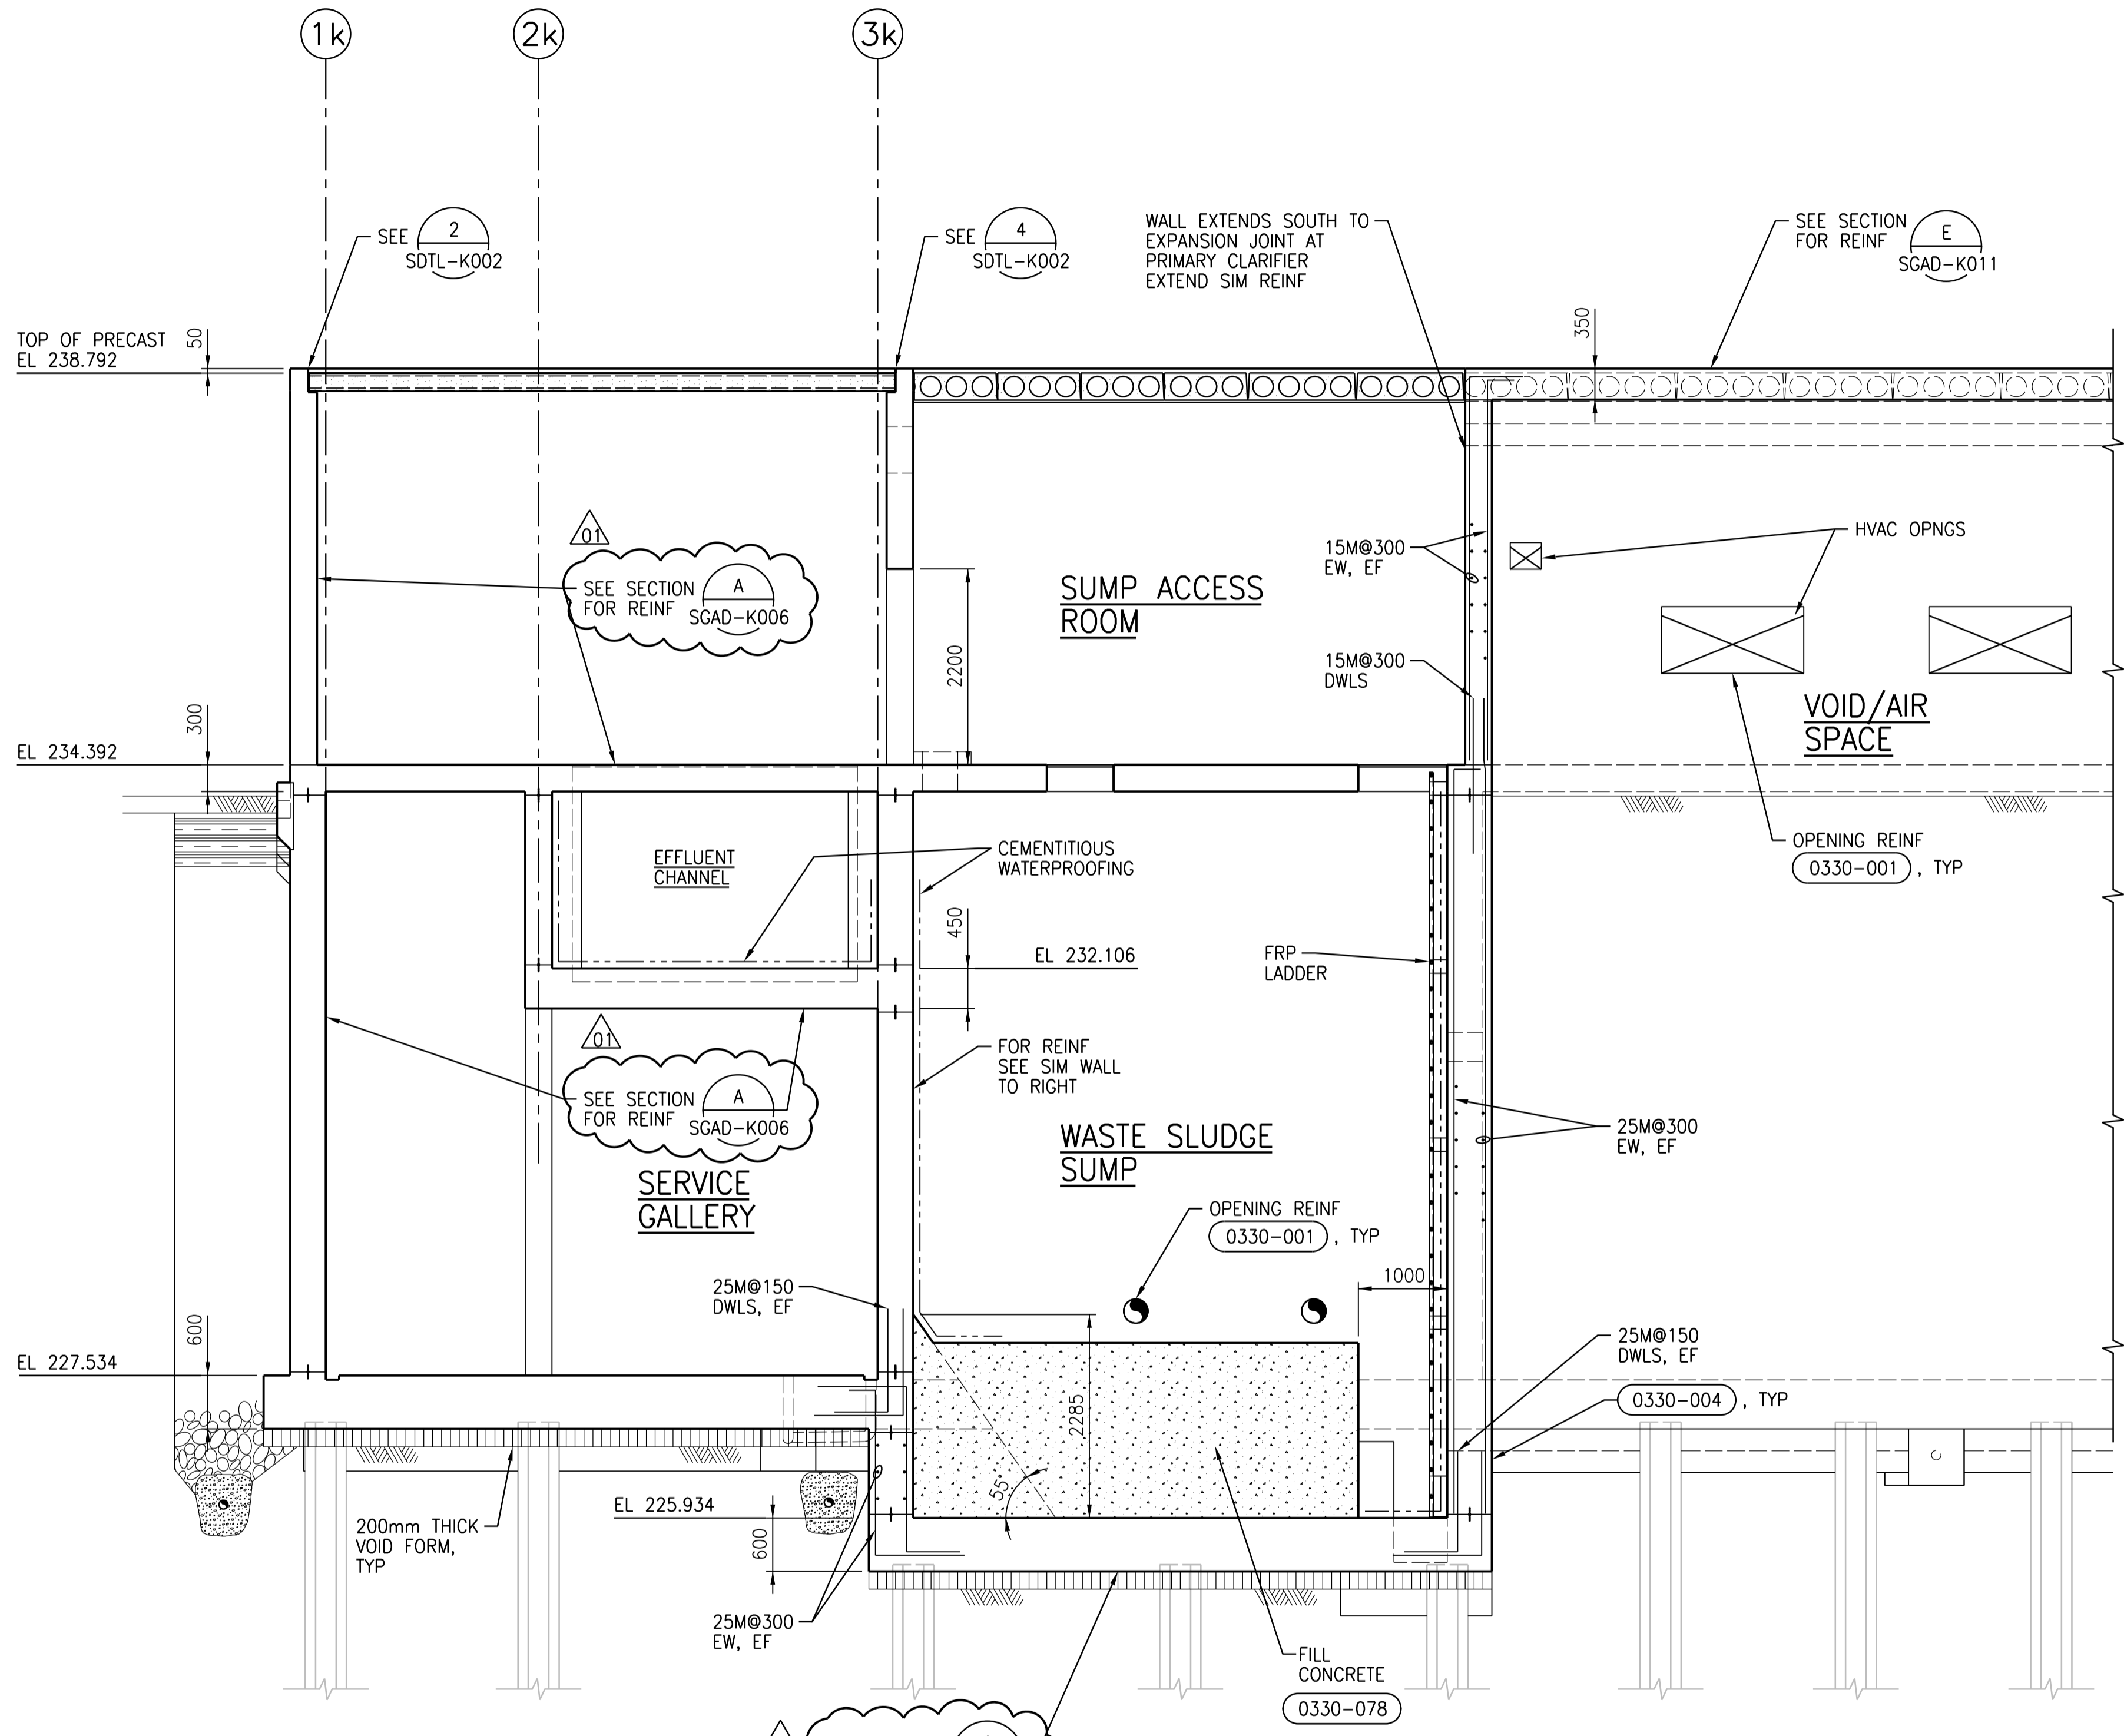 1k
2k
3k
SEE
2
SDTL-K002
SEE
4
SDTL-K002
WALL EXTENDS SOUTH TO
EXPANSION JOINT AT
PRIMARY CLARIFIER
EXTEND SIM REINF
SEE SECTION
FOR REINF
E
SGAD-K011
TOP OF PRECAST
EL 238.792
50
350
01
SEE SECTION
FOR REINF
A
SGAD-K006
SUMP ACCESS
ROOM
15M@300
EW, EF
HVAC OPNGS
2200
15M@300
DWLS
VOID/AIR
SPACE
300
EL 234.392
EFFLUENT
CHANNEL
CEMENTITIOUS
WATERPROOFING
OPENING REINF
0330-001 , TYP
450
EL 232.106
FRP
LADDER
01
SEE SECTION
FOR REINF
A
SGAD-K006
FOR REINF
SEE SIM WALL
TO RIGHT
WASTE SLUDGE
SUMP
25M@300
EW, EF
SERVICE
GALLERY
OPENING REINF
0330-001 , TYP
25M@150
DWLS, EF
1000
600
EL 227.534
25M@150
DWLS, EF
0330-004 , TYP
2285
55°
C
EL 225.934
200mm THICK
VOID FORM,
TYP
600
25M@300
EW, EF
FILL
CONCRETE
0330-078